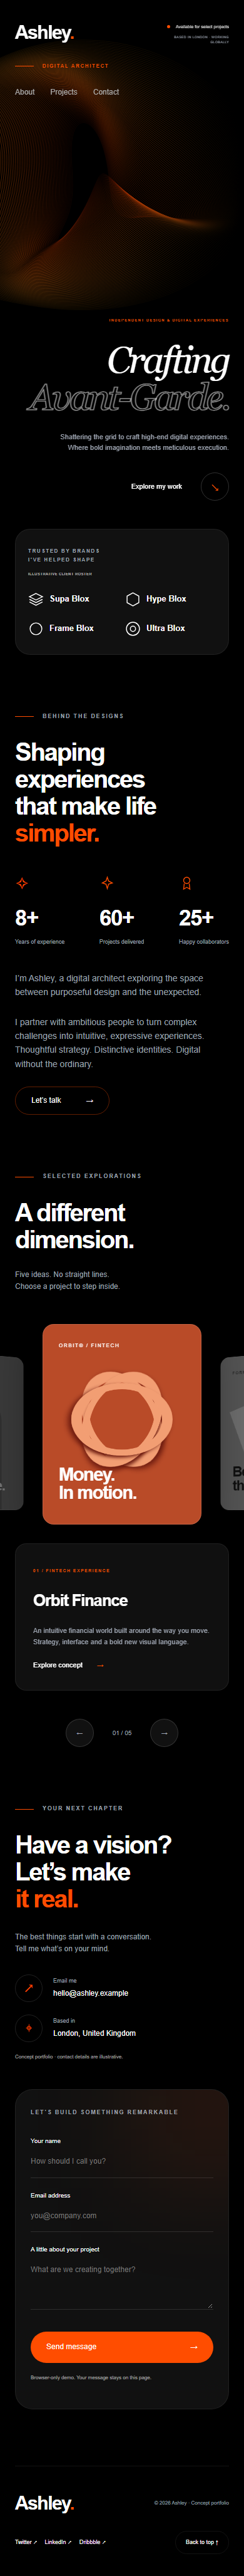 Ashley.
Available for select projects
BASED IN LONDON · WORKING
GLOBALLY
DIGITAL ARCHITECT
About Projects Contact
INDEPENDENT DESIGN & DIGITAL EXPERIENCES
Crafting
Avant-Garde.
Shattering the grid to craft high-end digital experiences.
Where bold imagination meets meticulous execution.
Explore my work ↘
TRUSTED BY BRANDS
I'VE HELPED SHAPE
ILLUSTRATIVE CLIENT ROSTER
Supa Blox
Hype Blox
Frame Blox
Ultra Blox
BEHIND THE DESIGNS
Shaping
experiences
that make life
simpler.
8+
Years of experience
60+
Projects delivered
25+
Happy collaborators
I'm Ashley, a digital architect exploring the space
between purposeful design and the unexpected.
I partner with ambitious people to turn complex
challenges into intuitive, expressive experiences.
Thoughtful strategy. Distinctive identities. Digital
without the ordinary.
Let's talk →
SELECTED EXPLORATIONS
A different
dimension.
Five ideas. No straight lines.
Choose a project to step inside.
ORBIT® / FINTECH
Money.
In motion.
01 / FINTECH EXPERIENCE
Orbit Finance
An intuitive financial world built around the way you move.
Strategy, interface and a bold new visual language.
Explore concept →
← 01 / 05 →
YOUR NEXT CHAPTER
Have a vision?
Let's make
it real.
The best things start with a conversation.
Tell me what's on your mind.
Email me
hello@ashley.example
Based in
London, United Kingdom
Concept portfolio · contact details are illustrative.
LET'S BUILD SOMETHING REMARKABLE
Your name
How should I call you?
Email address
you@company.com
A little about your project
What are we creating together?
Send message →
Browser-only demo. Your message stays on this page.
Ashley.
© 2026 Ashley · Concept portfolio
Twitter ↗ LinkedIn ↗ Dribbble ↗
Back to top ↑